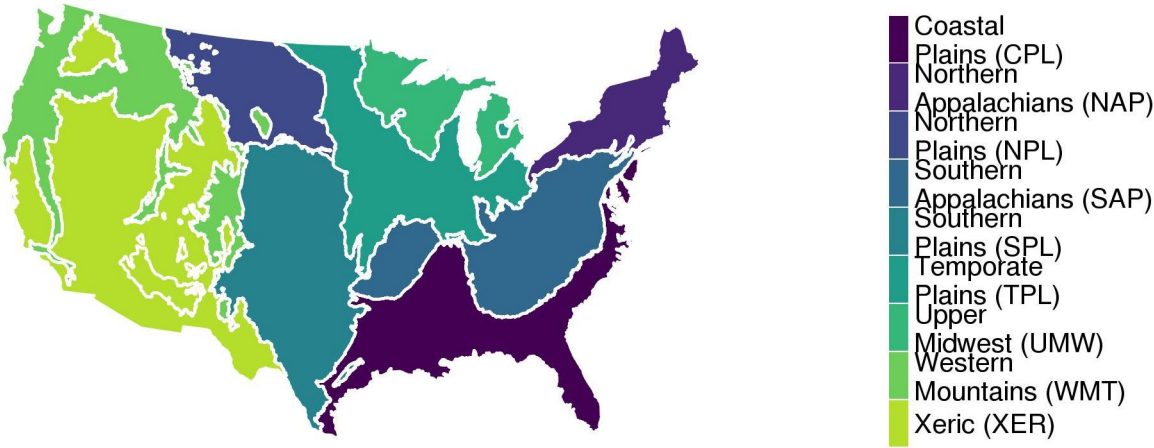 Coastal
Plains (CPL)
Northern
Appalachians (NAP)
Northern
Plains (NPL)
Southern
Appalachians (SAP)
Southern
Plains (SPL)
Temporate
Plains (TPL)
Upper
Midwest (UMW)
Western
Mountains (WMT)
Xeric (XER)